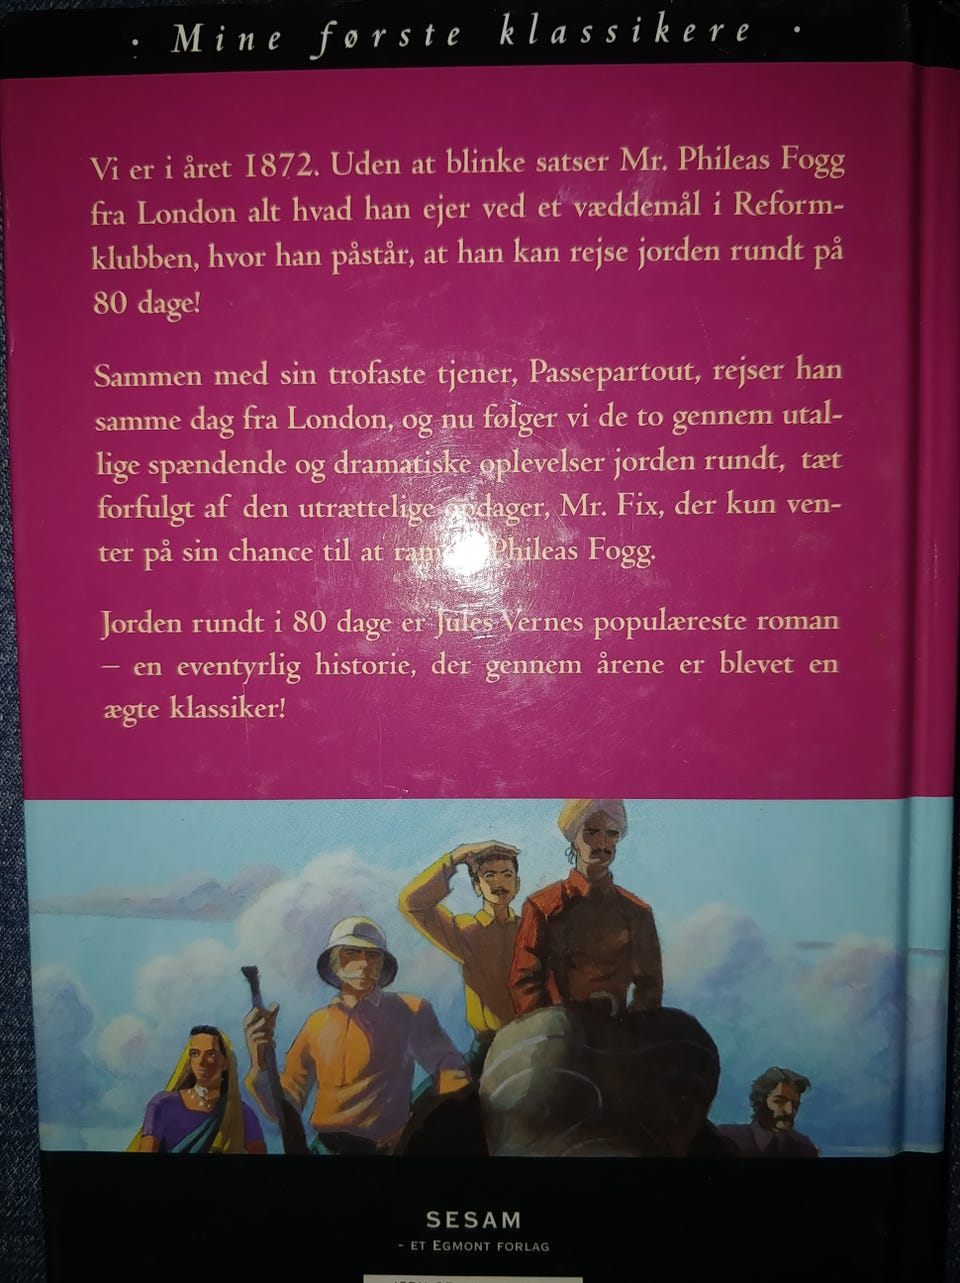 · Mine første klassikere ·
Vi er i året 1872. Uden at blinke satser Mr. Phileas Fogg
fra London alt hvad han ejer ved et væddemål i Reform-
klubben, hvor han påstår, at han kan rejse jorden rundt på
80 dage!
Sammen med sin trofaste tjener, Passepartout, rejser han
samme dag fra London, og nu følger vi de to gennem utal-
lige spændende og dramatiske oplevelser jorden rundt, tæt
forfulgt af den utrættelige opdager, Mr. Fix, der kun ven-
ter på sin chance til at Phileas Fogg.
Jorden rundt i 80 dage er Jules Vernes populæreste roman
– en eventyrlig historie, der gennem årene er blevet en
ægte klassiker!
SESAM
- ET EGMONT FORLAG